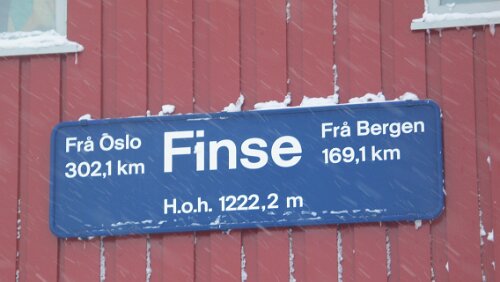 Frå Oslo
302,1 km
Finse
Frå Bergen
169,1 km
H.o.h. 1222,2 m